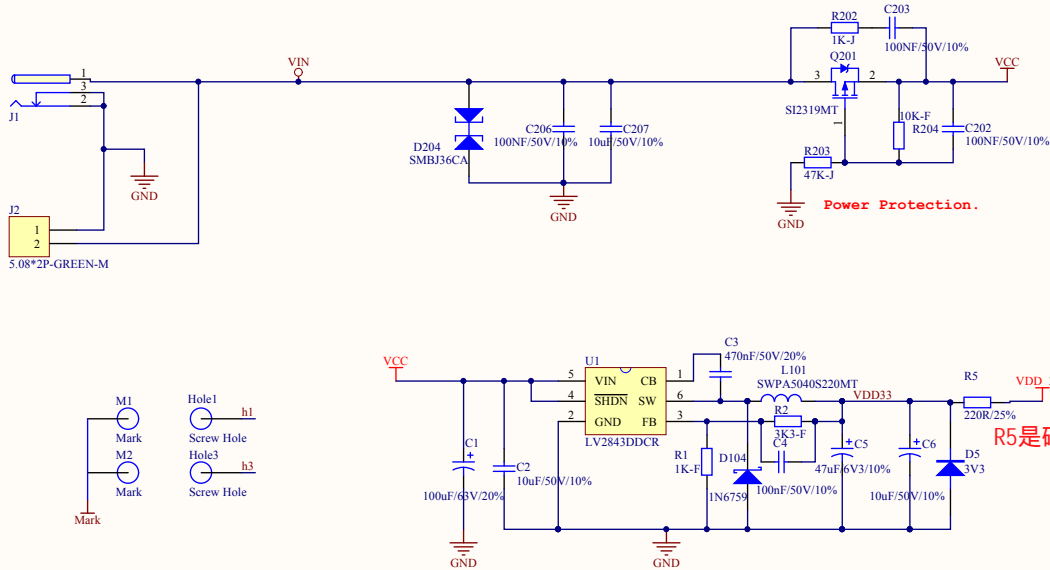 C203
R202
1K-J
100NF/50V/10%
Q201
VIN
VCC
1
3
2
J1
3
2
SI2319MT
1
10K-F
R204
C202
100NF/50V/10%
D204
SMBJ36CA
C206
100NF/50V/10%
C207
10uF/50V/10%
R203
47K-J
GND
GND
GND
Power Protection.
J2
1
2
5.08*2P-GREEN-M
C3
470nF/50V/20%
VCC
U1
L101
SWPA5040S220MT
R5
5
VIN
CB
1
4
SHDN
SW
6
2
GND
FB
3
LV2843DDCR
VDD33
VDD
220R/25%
R2
3K3-F
C4
100nF/50V/10%
R1
1K-F
D104
1N6759
C5
47uF/6V3/10%
C6
10uF/50V/10%
D5
3V3
R5是
C1
100uF/63V/20%
C2
10uF/50V/10%
GND
GND
M1
Mark
M2
Mark
Mark
Hole1
h1
Screw Hole
Hole3
h3
Screw Hole